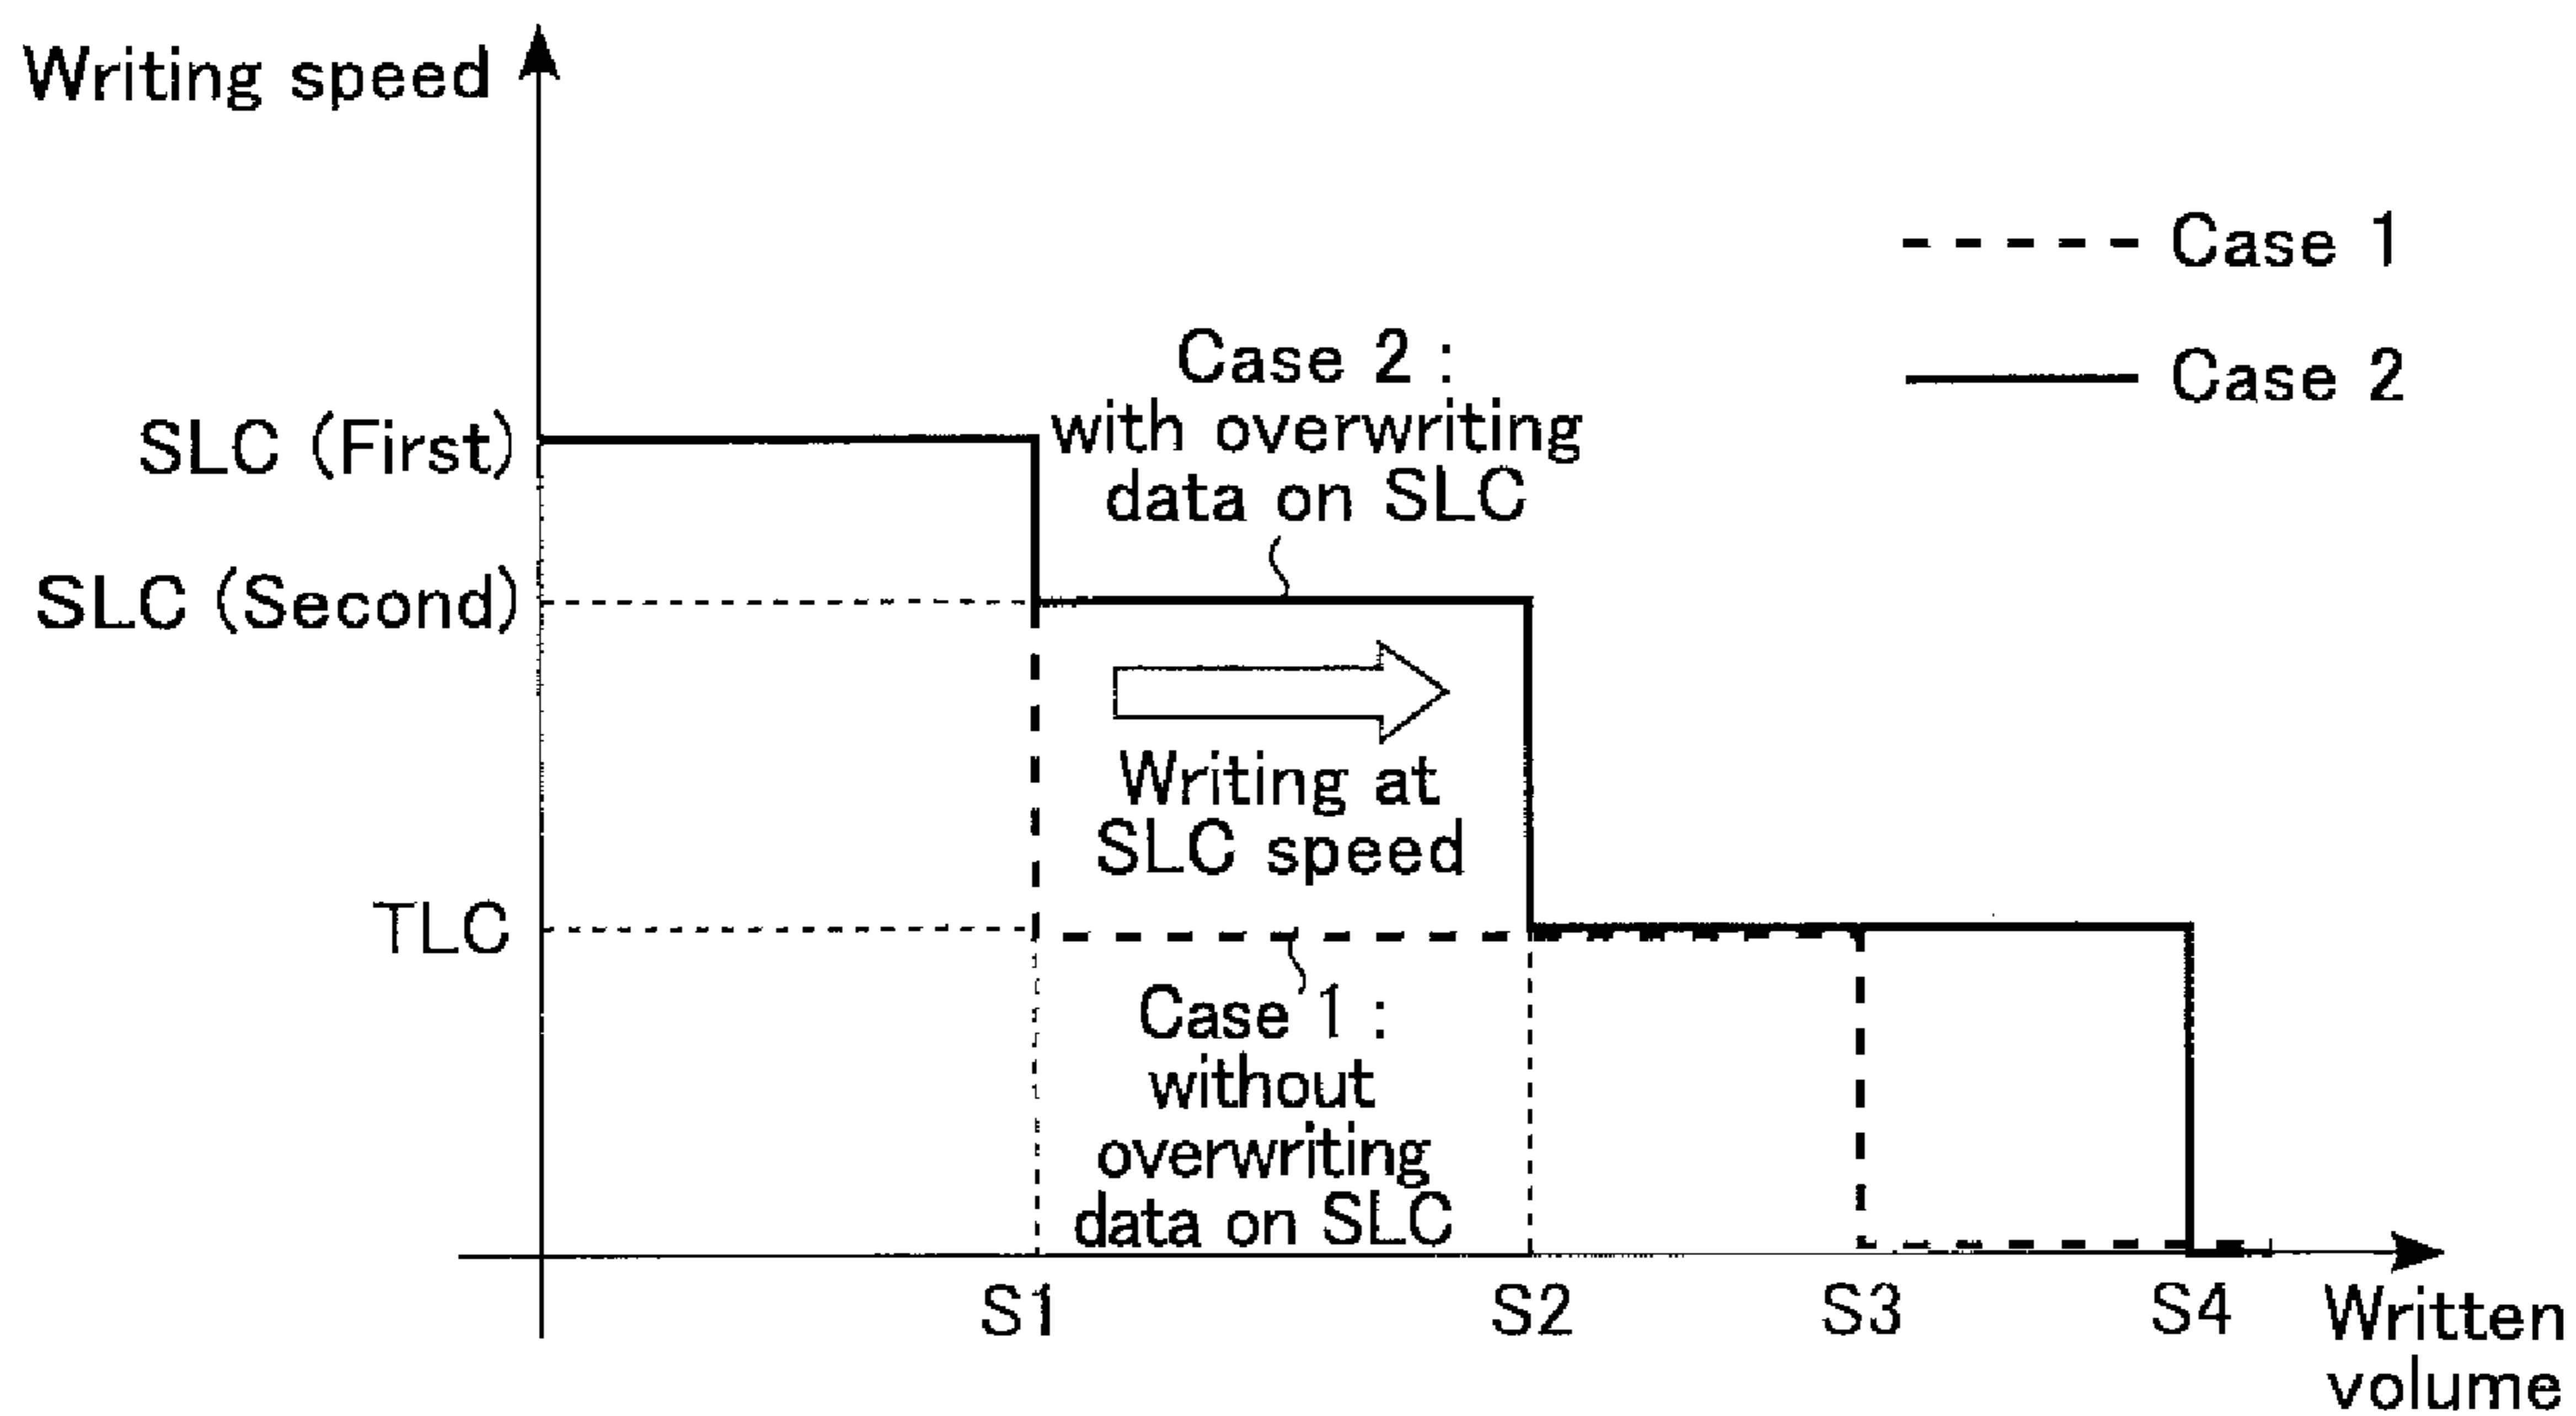 Writing speed
Case 1
Case 2
Case 2 :
with overwriting
data on SLC
SLC (First)
SLC (Second)
Writing at
SLC speed
TLC
Case 1 :
without
overwriting
data on SLC
S1
S2
S3
S4
Written
volume